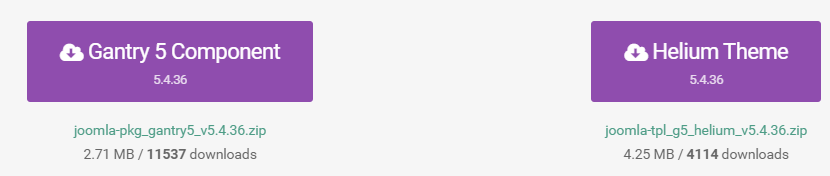 Gantry 5 Component
5.4.36
joomla-pkg_gantry5_v5.4.36.zip
2.71 MB / 11537 downloads
Helium Theme
5.4.36
joomla-tpl_g5_helium_v5.4.36.zip
4.25 MB / 4114 downloads